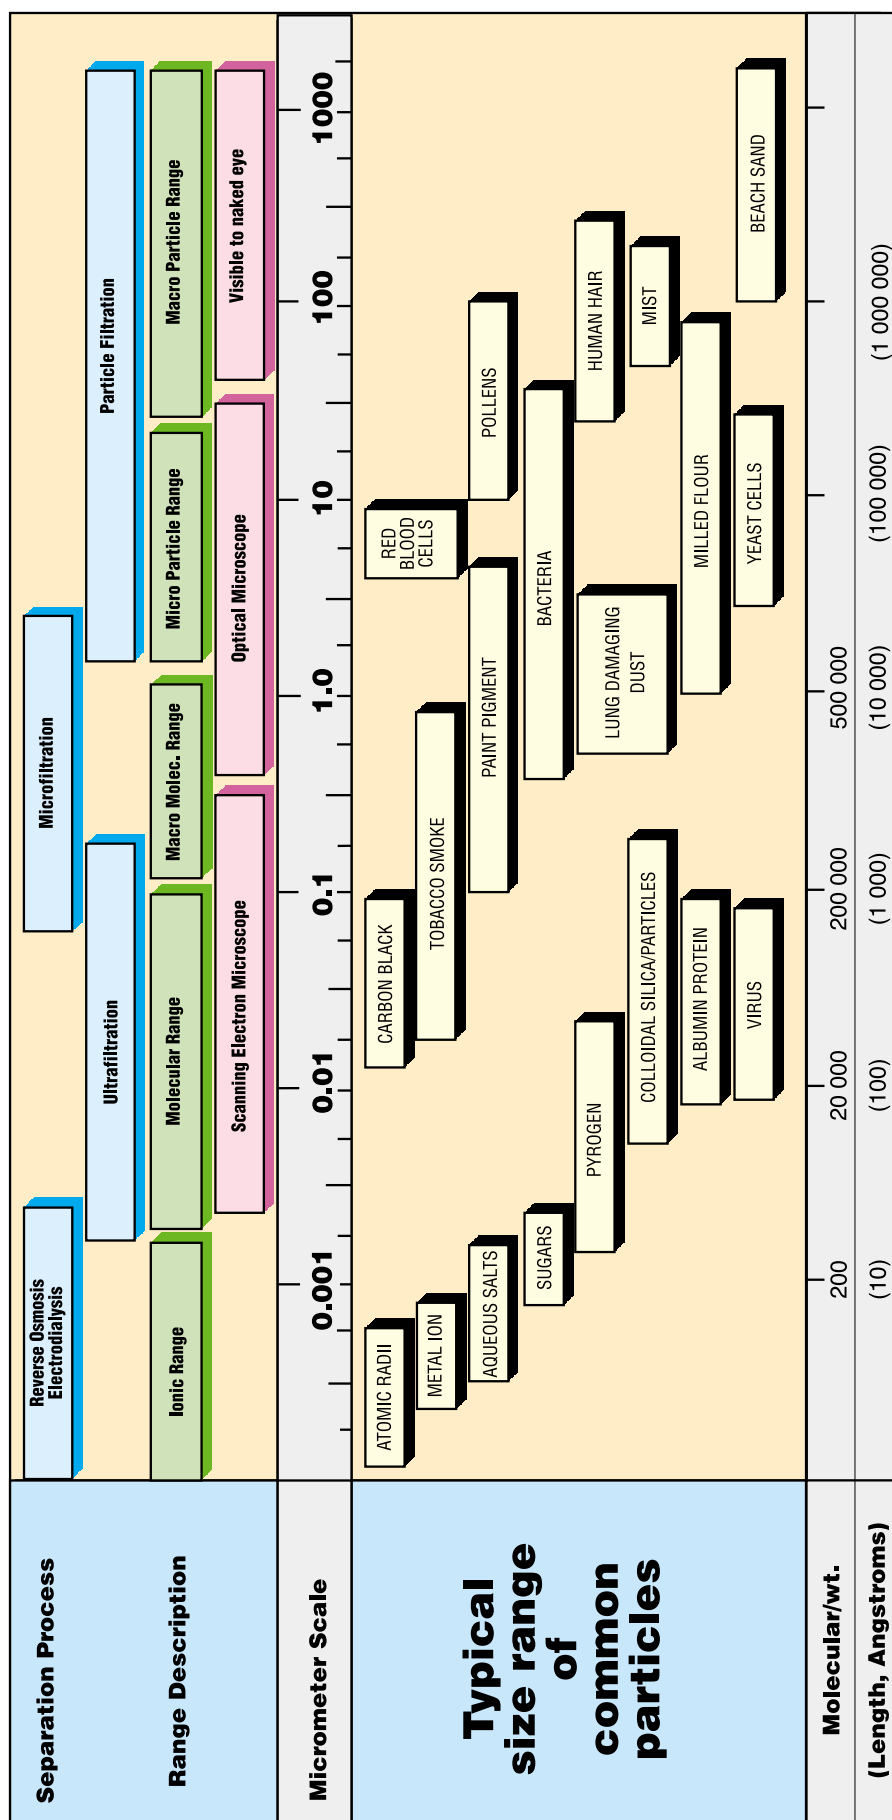 Separation Process
Reverse Osmosis
Electrodialysis
Microfiltration
Ultrafiltration
Particle Filtration
Range Description
Ionic Range
Molecular Range
Macro Molec. Range
Micro Particle Range
Macro Particle Range
Scanning Electron Microscope
Optical Microscope
Visible to naked eye
Micrometer Scale
0.001
0.01
0.1
1.0
10
100
1000
Typical
size range
of
common
particles
ATOMIC RADII
CARBON BLACK
RED
BLOOD
CELLS
METAL ION
TOBACCO SMOKE
AQUEOUS SALTS
PAINT PIGMENT
POLLENS
SUGARS
BACTERIA
PYROGEN
LUNG DAMAGING
DUST
HUMAN HAIR
COLLOIDAL SILICA/PARTICLES
MIST
ALBUMIN PROTEIN
MILLED FLOUR
VIRUS
YEAST CELLS
BEACH SAND
Molecular/wt.
200
20 000
200 000
500 000
(Length, Angstroms)
(10)
(100)
(1 000)
(10 000)
(100 000)
(1 000 000)